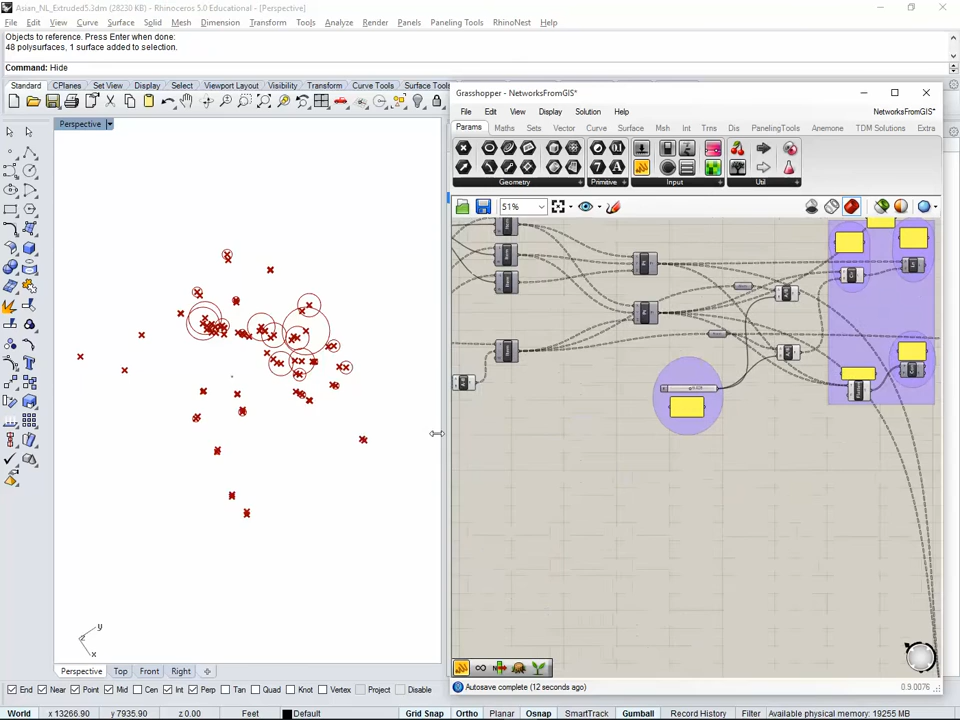 Asian_NL_Extruded5.3dm (28230 KB) - Rhinoceros 5.0 Educational - [Perspective]
File Edit View Curve Surface Solid Mesh Dimension Transform Tools Analyze Render Panels Paneling Tools RhinoNest Help
Objects to reference. Press Enter when done:
48 polysurfaces, 1 surface added to selection.
Command: Hide
Standard CPlanes Set View Display Select Viewport Layout Visibility Transform Curve Tools Surface Tools
Perspective
Grasshopper - NetworksFromGIS*
File Edit View Display Solution Help NetworksFromGIS*
Params Maths Sets Vector Curve Surface Msh Int Trns Dis PanelingTools Anemone TDM Solutions Extra
Geometry Primitive Input Util
51%
z y x
Perspective Top Front Right
Autosave complete (12 seconds ago) 0.9.0076
End Near Point Mid Cen Int Perp Tan Quad Knot Vertex Project Disable
World x 13266.90 y 7935.90 z 0.00 Feet Default Grid Snap Ortho Planar Osnap SmartTrack Gumball Record History Filter Available physical memory: 19255 MB